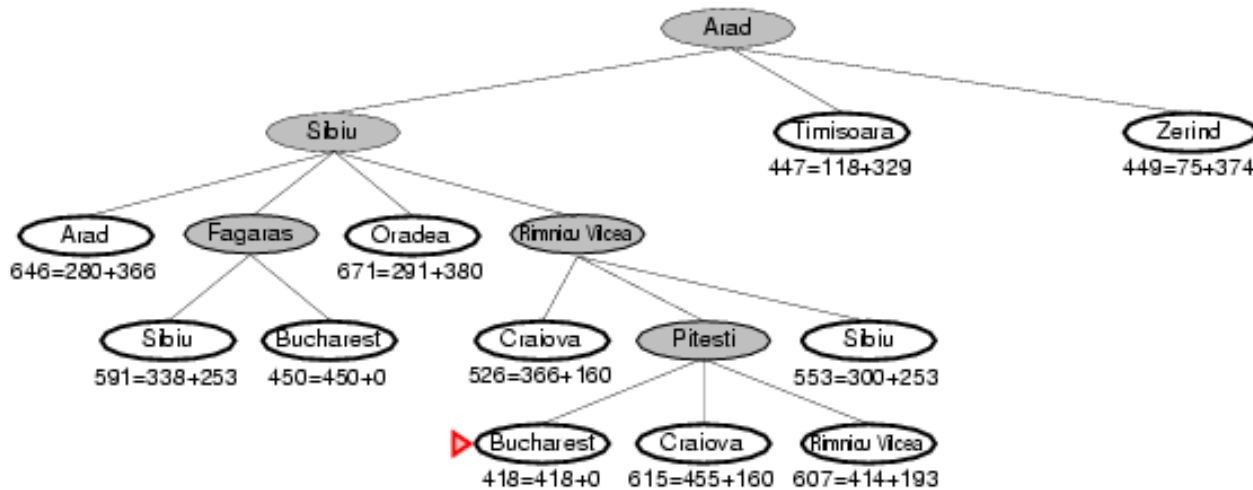 Arad
Sibiu
Timisoara
Zerind
447=118+329
449=75+374
Arad
Fagaras
Oradea
Rimnicu Vilcea
646=280+366
671=291+380
Sibiu
Bucharest
Craiova
Pitesti
Sibiu
591=338+253
450=450+0
526=366+160
553=300+253
Bucharest
Craiova
Rimnicu Vilcea
418=418+0
615=455+160
607=414+193